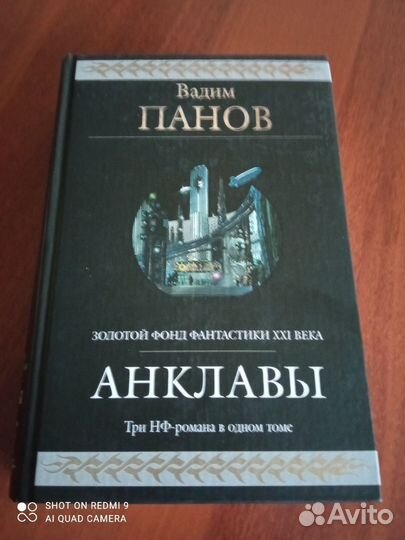 Вадим
ПАНОВ
ЗОЛОТОЙ ФОНД ФАНТАСТИКИ XXI ВЕКА
АНКЛАВЫ
Три НФ-романа в одном томе
SHOT ON REDMI 9
AI QUAD CAMERA
Avito